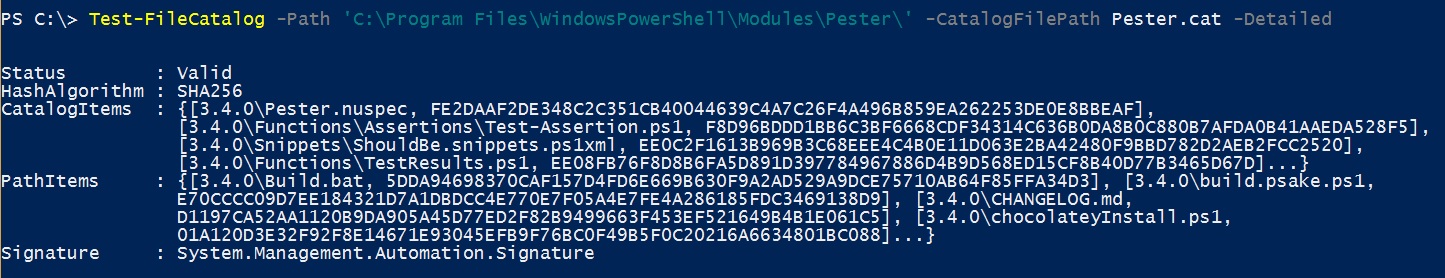 PS C:\> Test-FileCatalog -Path 'C:\Program Files\WindowsPowerShell\Modules\Pester\' -CatalogFilePath Pester.cat -Detailed
Status        : Valid
HashAlgorithm : SHA256
CatalogItems  : {[3.4.0\Pester.nuspec, FE2DAAF2DE348C2C351CB40044639C4A7C26F4A496B859EA262253DE0E8BBEAF],
[3.4.0\Functions\Assertions\Test-Assertion.ps1, F8D96BDDD1BB6C3BF6668CDF34314C636B0DA8B0C880B7AFDA0B41AAEDA528F5],
[3.4.0\Snippets\ShouldBe.snippets.ps1xml, EE0C2F1613B969B3C68EEE4C4B0E11D063E2BA42480F9BBD782D2AEB2FCC2520],
[3.4.0\Functions\TestResults.ps1, EE08FB76F8D8B6FA5D891D397784967886D4B9D568ED15CF8B40D77B3465D67D]...}
PathItems     : {[3.4.0\Build.bat, 5DDA94698370CAF157D4FD6E669B630F9A2AD529A9DCE75710AB64F85FFA34D3], [3.4.0\build.psake.ps1,
E70CCCC09D7EE184321D7A1DBDCC4E770E7F05A4E7FE4A286185FDC3469138D9], [3.4.0\CHANGELOG.md,
D1197CA52AA1120B9DA905A45D77ED2F82B9499663F453EF521649B4B1E061C5], [3.4.0\chocolateyInstall.ps1,
01A120D3E32F92F8E14671E93045EFB9F76BC0F49B5F0C20216A6634801BC088]...}
Signature     : System.Management.Automation.Signature